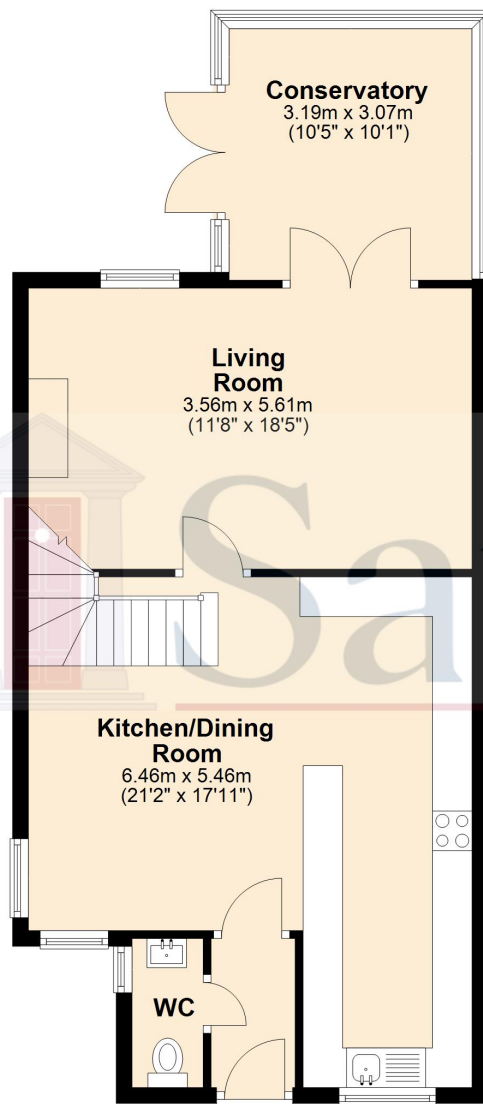 Conservatory
3.19m x 3.07m
(10'5" x 10'1")
Living
Room
3.56m x 5.61m
(11'8" x 18'5")
Sa
Kitchen/Dining
Room
6.46m x 5.46m
(21'2" x 17'11")
WC